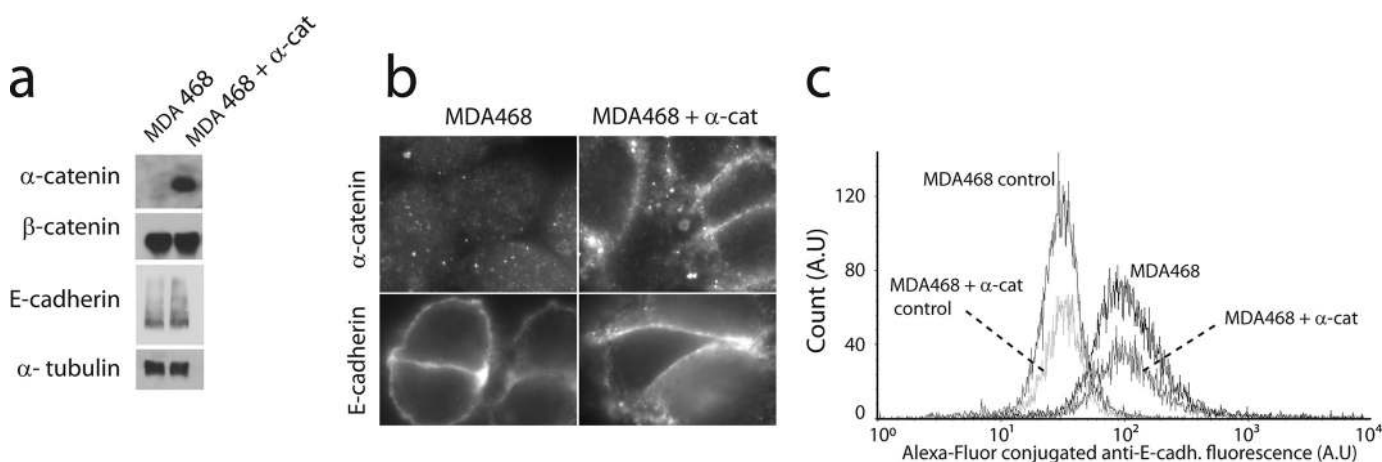 a
MDA 468
MDA 468 + α-cat
α-catenin
β-catenin
E-cadherin
α- tubulin
b
MDA468
MDA468 + α-cat
α-catenin
E-cadherin
c
Count (A.U)
120
80
40
0
MDA468 control
MDA468 + α-cat
control
MDA468
MDA468 + α-cat
10⁰ 10¹ 10² 10³ 10⁴
Alexa-Fluor conjugated anti-E-cadh. fluorescence (A.U)